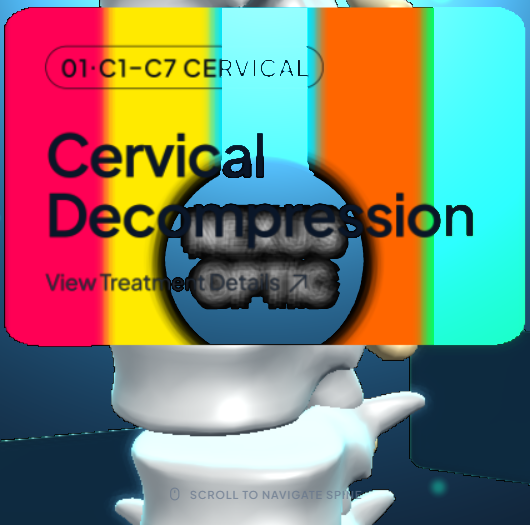 01·C1–C7 CERVICAL
Cervical
Decompression
View Treatment Details ↗
SCROLL TO NAVIGATE SPINE